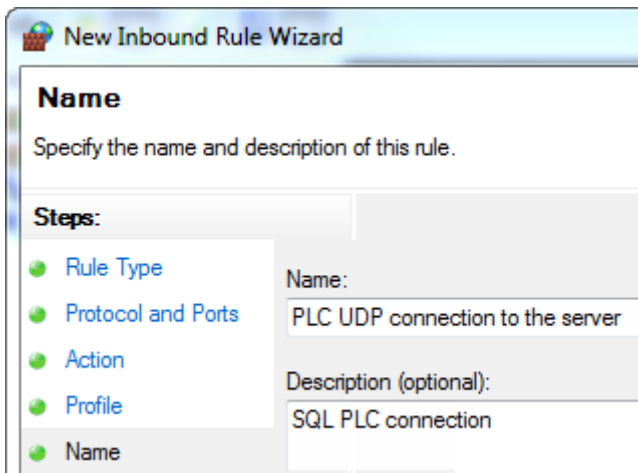 New Inbound Rule Wizard
Name
Specify the name and description of this rule.
Steps:
Rule Type
Protocol and Ports
Action
Profile
Name
Name:
PLC UDP connection to the server
Description (optional):
SQL PLC connection